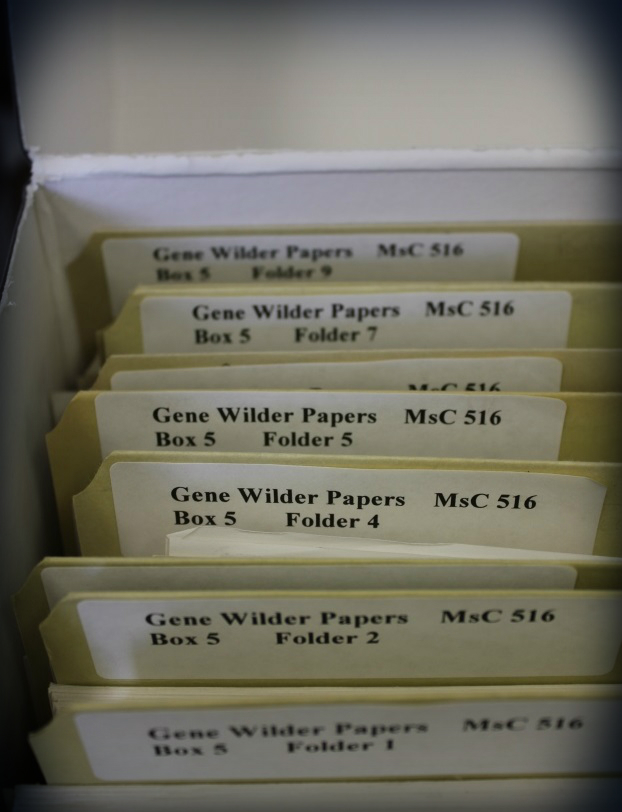 Gene Wilder Papers MsC 516
Box 5 Folder 9
Gene Wilder Papers MsC 516
Box 5 Folder 7
MsC 516
Gene Wilder Papers MsC 516
Box 5 Folder 5
Gene Wilder Papers MsC 516
Box 5 Folder 4
Gene Wilder Papers MsC 516
Box 5 Folder 2
Gene Wilder Papers MsC 516
Box 5 Folder 1